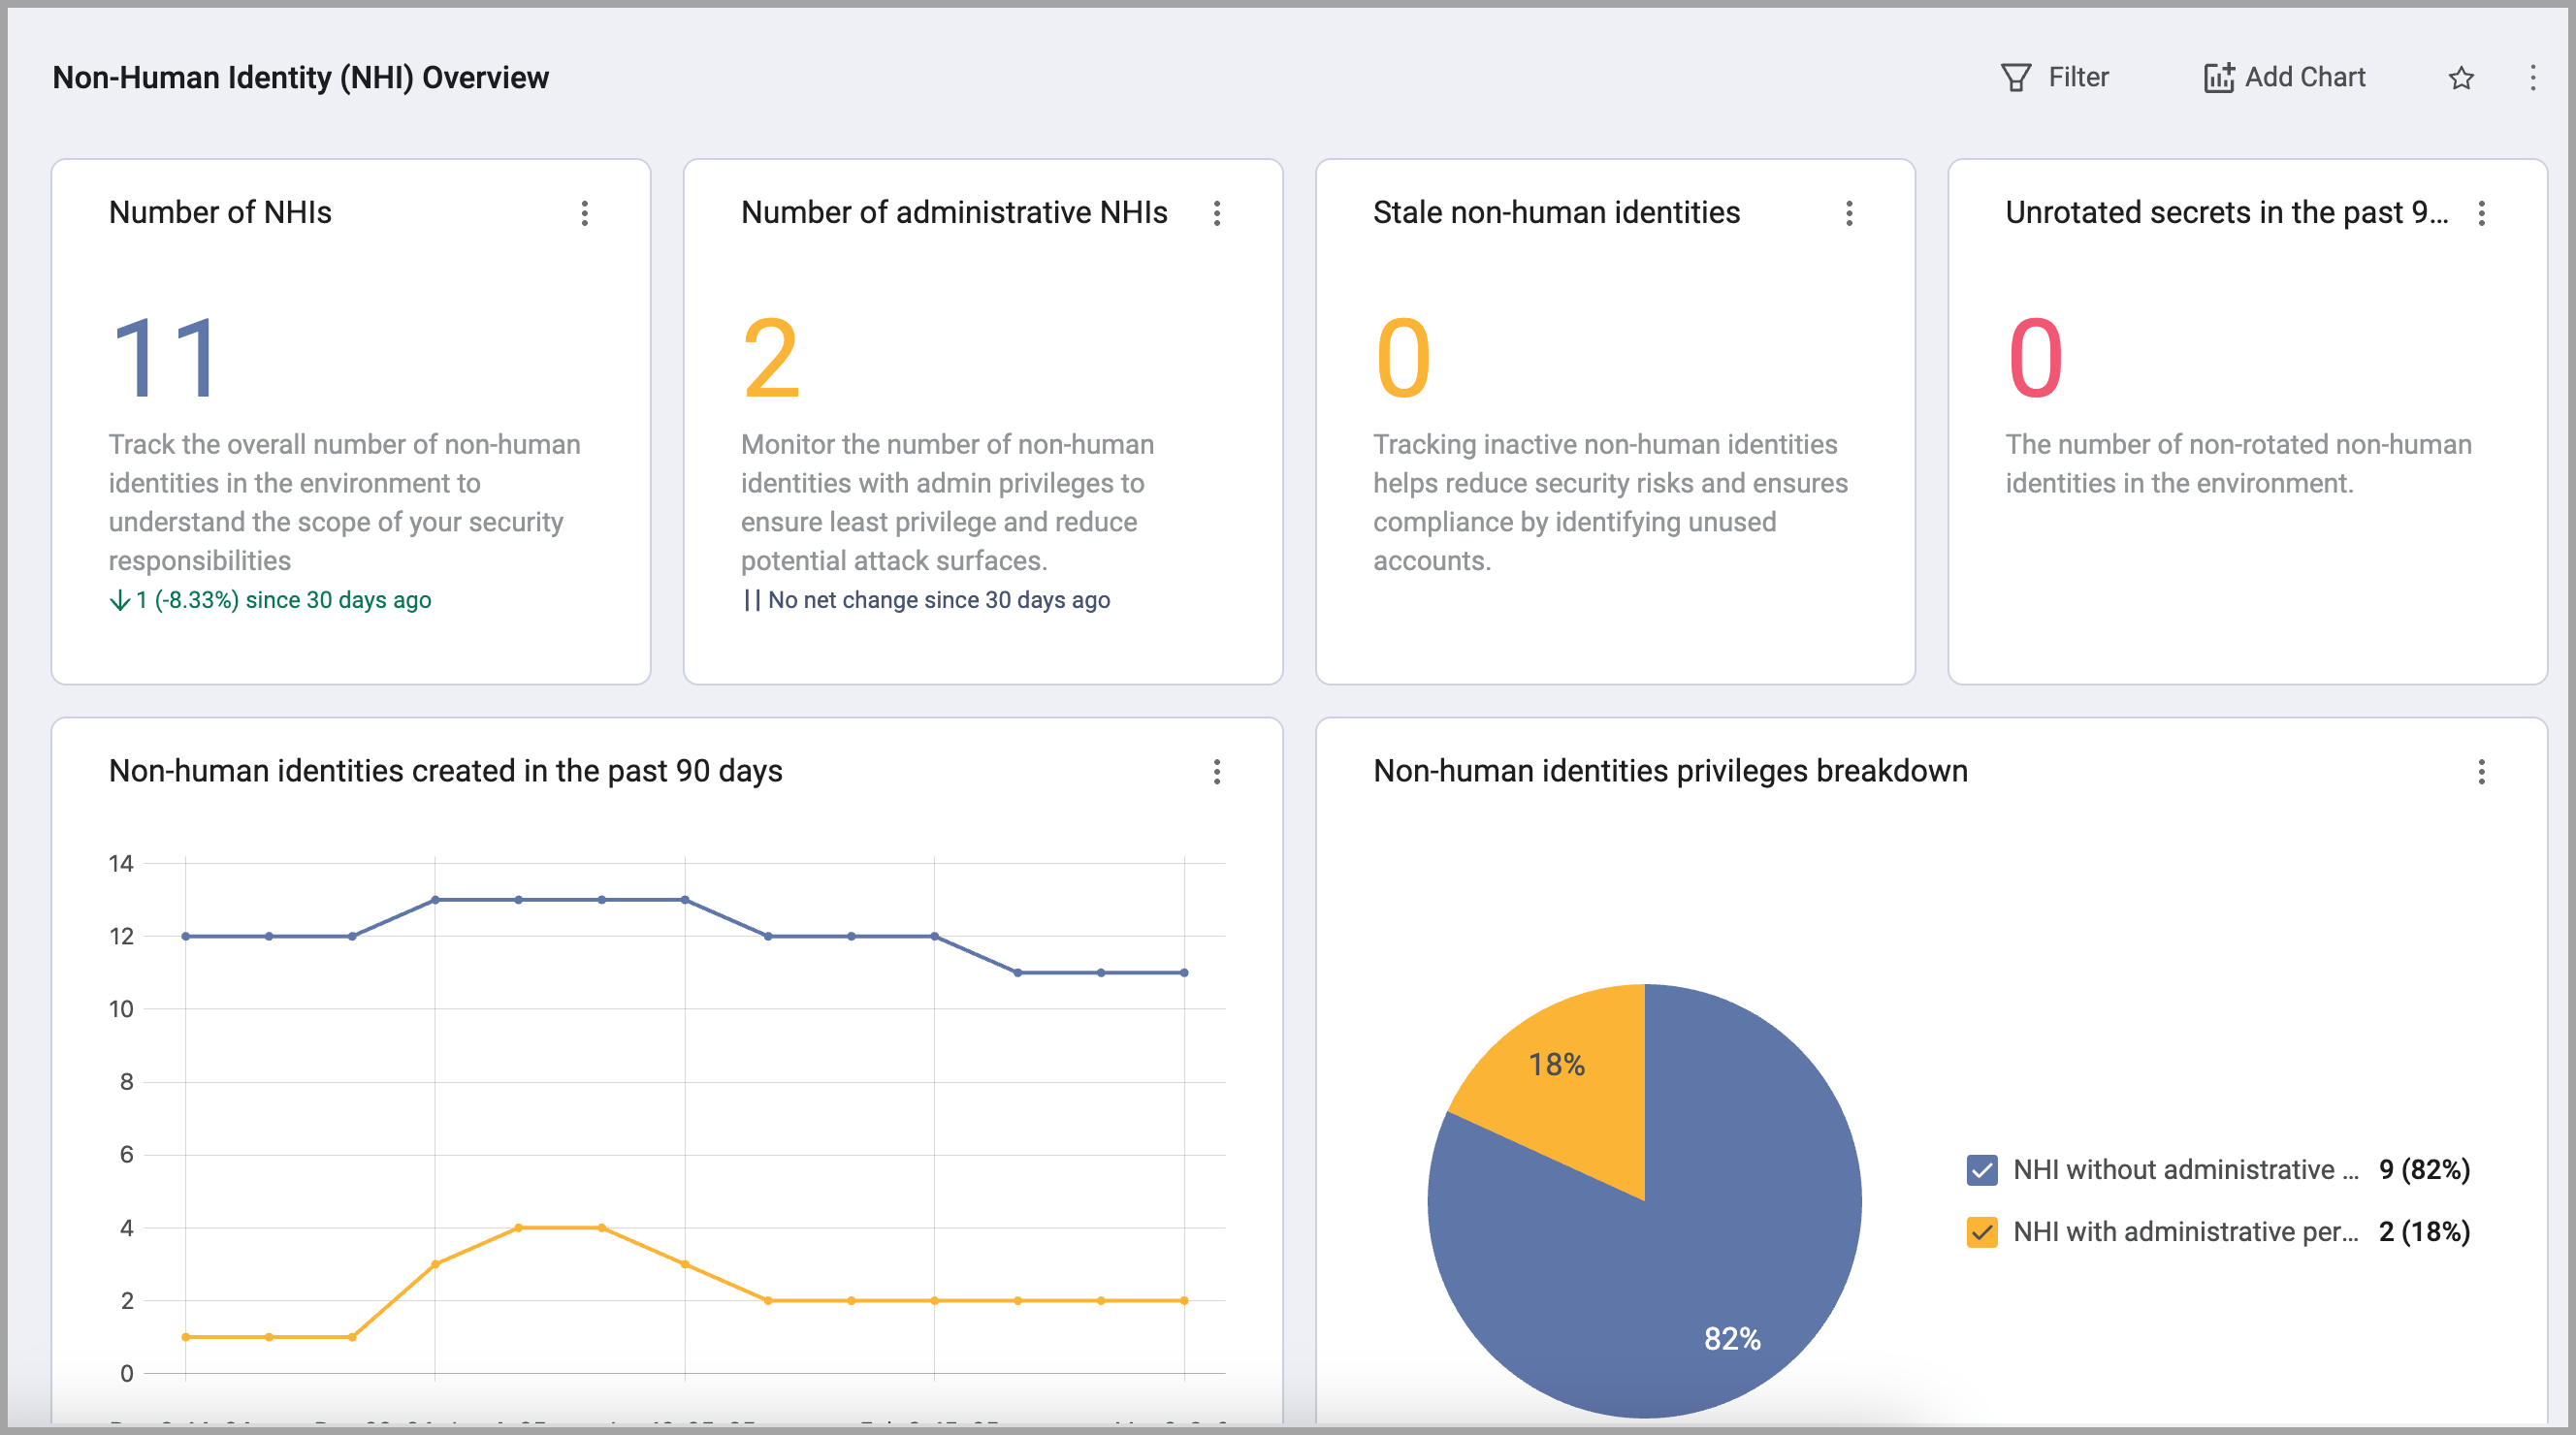 Non-Human Identity (NHI) Overview
Filter
Add Chart
Number of NHIs
11
Track the overall number of non-human
identities in the environment to
understand the scope of your security
responsibilities
1 (-8.33%) since 30 days ago
Number of administrative NHIs
2
Monitor the number of non-human
identities with admin privileges to
ensure least privilege and reduce
potential attack surfaces.
No net change since 30 days ago
Stale non-human identities
0
Tracking inactive non-human identities
helps reduce security risks and ensures
compliance by identifying unused
accounts.
Unrotated secrets in the past 9...
0
The number of non-rotated non-human
identities in the environment.
Non-human identities created in the past 90 days
14
12
10
8
6
4
2
0
Non-human identities privileges breakdown
18%
82%
NHI without administrative ... 9 (82%)
NHI with administrative per... 2 (18%)